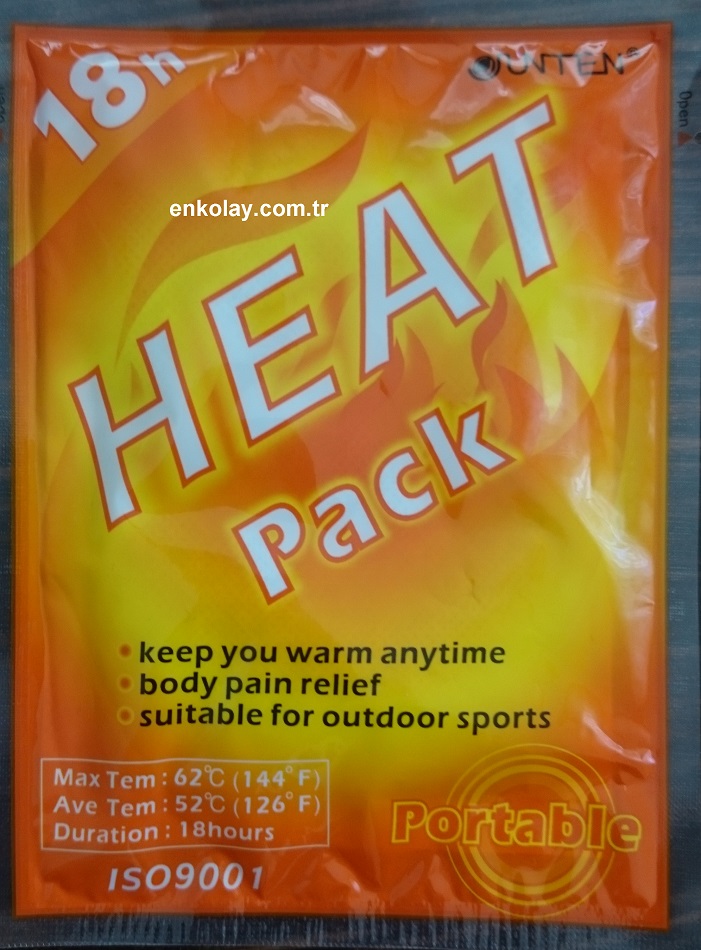 18h
UNTEN®
Open
enkolay.com.tr
HEAT
Pack
• keep you warm anytime
• body pain relief
• suitable for outdoor sports
Max Tem : 62℃ (144°F)
Ave Tem : 52℃ (126°F)
Duration : 18hours
Portable
ISO9001